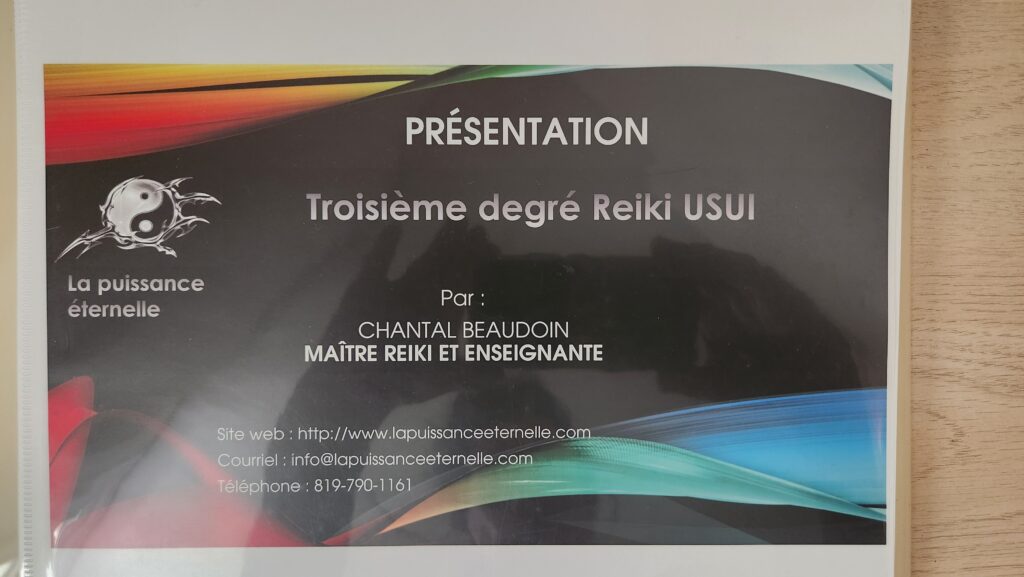 PRÉSENTATION
Troisième degré Reiki USUI
La puissance
éternelle
Par :
CHANTAL BEAUDOIN
MAÎTRE REIKI ET ENSEIGNANTE
Site web : http://www.lapuissanceeternelle.com
Courriel : info@lapuissanceeternelle.com
Téléphone : 819-790-1161